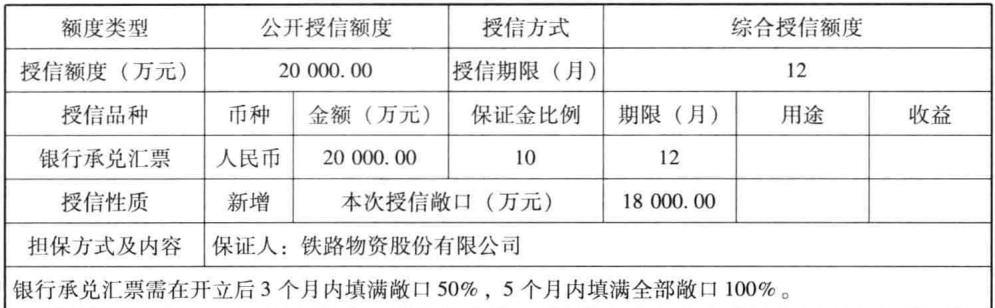 额度类型 公开授信额度 授信方式 综合授信额度
授信额度（万元） 20 000.00 授信期限（月） 12
授信品种 币种 金额（万元） 保证金比例 期限（月） 用途 收益
银行承兑汇票 人民币 20 000.00 10 12
授信性质 新增 本次授信敞口（万元） 18 000.00
担保方式及内容 保证人：铁路物资股份有限公司
银行承兑汇票需在开立后3个月内填满敞口50%，5个月内填满全部敞口100%。